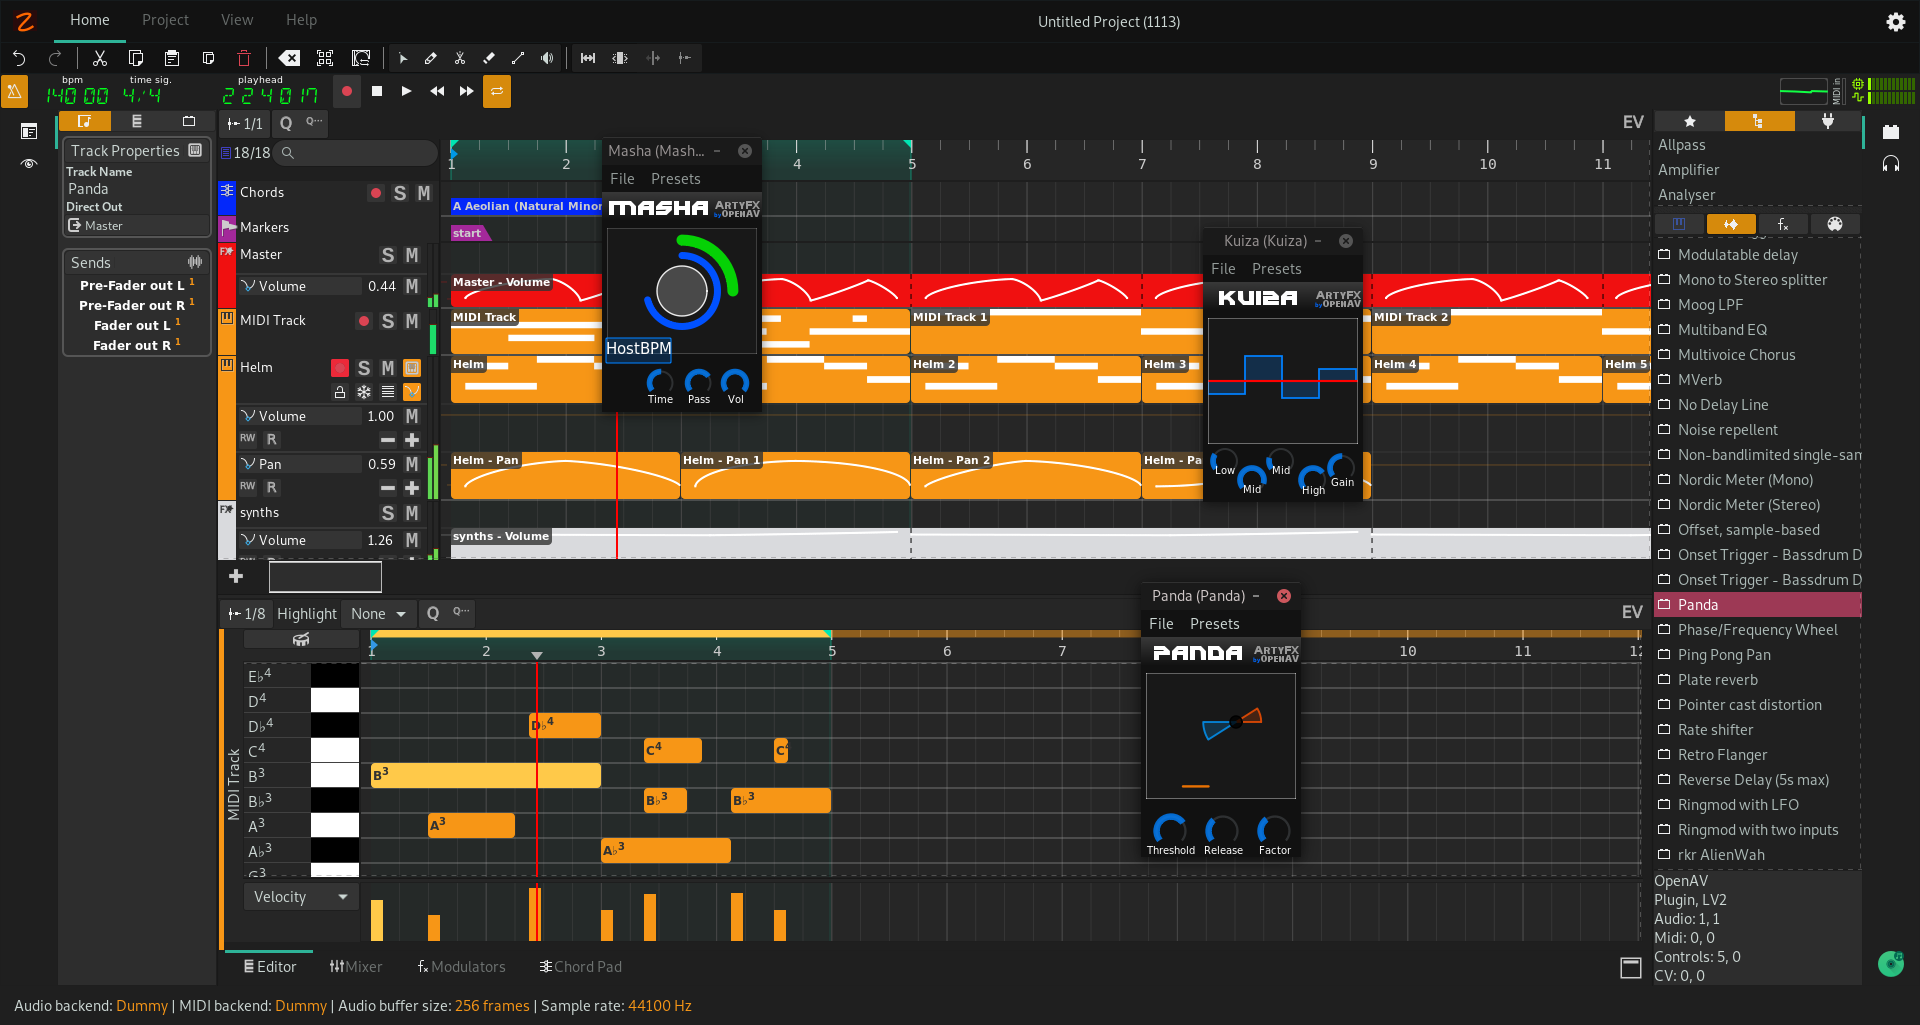 Home Project View Help
Untitled Project (1113)
bpm time sig. playhead
140 00 4/4 2 2 4 017
MIDI in
1/1 Q Q EV
Track Properties
Track Name
Panda
Direct Out
Master
Sends
Pre-Fader out L 1
Pre-Fader out R 1
Fader out L 1
Fader out R 1
18/18
1 2 4 5 6 7 8 9 10 11
Chords S M
A Aeolian (Natural Minor
Markers
start
Master S M
Volume 0.44 M
Master - Volume
MIDI Track S M
MIDI Track MIDI Track 1 MIDI Track 2
Helm S M
Helm Helm 2 Helm 3 Helm 4 Helm 5
Volume 1.00 M
RW R
Pan 0.59 M
Helm - Pan Helm - Pan 1 Helm - Pan 2 Helm - Pa
RW R
FX synths S M
Volume 1.26 M
synths - Volume
Masha (Mash...
File Presets
MASHA ARTYFX
by OPENAV
HostBPM
Time Pass Vol
Kuiza (Kuiza)
File Presets
KUIZA ARTYFX
by OPENAV
Low Mid Mid High Gain
Panda (Panda)
File Presets
PANDA ARTYFX
by OPENAV
Threshold Release Factor
1/8 Highlight None Q Q EV
1 2 3 4 5 6 7 10 11 12
MIDI Track
E♭4
D4
D♭4 D♭4
C4 C4 C4
B3 B3
B♭3 B♭3 B♭3
A3 A3
A♭3 A♭3
G3
Velocity
Editor Mixer Modulators Chord Pad
Allpass
Amplifier
Analyser
Modulatable delay
Mono to Stereo splitter
Moog LPF
Multiband EQ
Multivoice Chorus
MVerb
No Delay Line
Noise repellent
Non-bandlimited single-sam
Nordic Meter (Mono)
Nordic Meter (Stereo)
Offset, sample-based
Onset Trigger - Bassdrum D
Onset Trigger - Bassdrum D
Panda
Phase/Frequency Wheel
Ping Pong Pan
Plate reverb
Pointer cast distortion
Rate shifter
Retro Flanger
Reverse Delay (5s max)
Ringmod with LFO
Ringmod with two inputs
rkr AlienWah
OpenAV
Plugin, LV2
Audio: 1, 1
Midi: 0, 0
Controls: 5, 0
CV: 0, 0
Audio backend: Dummy | MIDI backend: Dummy | Audio buffer size: 256 frames | Sample rate: 44100 Hz